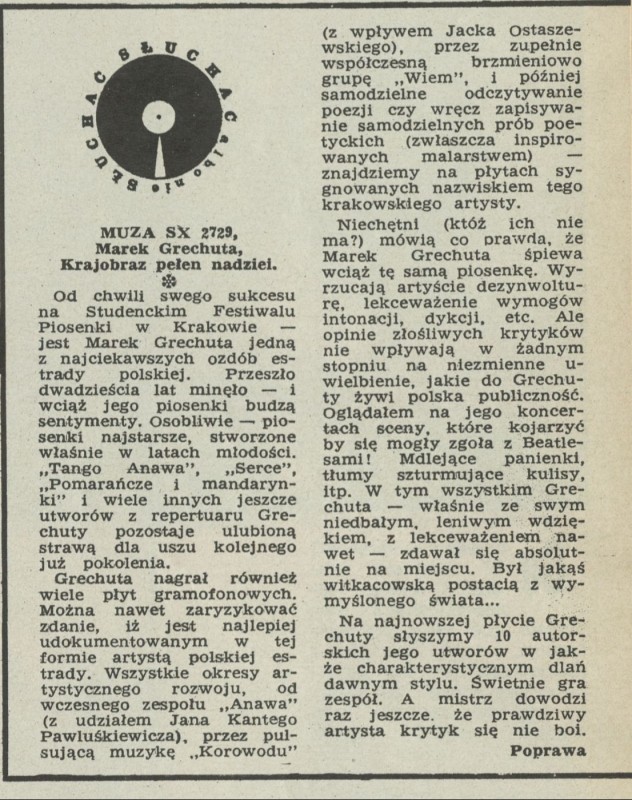 SŁUCHAĆ albo nie SŁUCHAĆ
MUZA SX 2729,
Marek Grechuta,
Krajobraz pełen nadziei.
Od chwili swego sukcesu
na Studenckim Festiwalu
Piosenki w Krakowie —
jest Marek Grechuta jedną
z najciekawszych ozdób es-
trady polskiej. Przeszło
dwadzieścia lat minęło — i
wciąż jego piosenki budzą
sentymenty. Osobliwie — pio-
senki najstarsze, stworzone
właśnie w latach młodości.
„Tango Anawa”, „Serce”,
„Pomarańcze i mandaryn-
ki” i wiele innych jeszcze
utworów z repertuaru Gre-
chuty pozostaje ulubioną
strawą dla uszu kolejnego
już pokolenia.
Grechuta nagrał również
wiele płyt gramofonowych.
Można nawet zaryzykować
zdanie, iż jest najlepiej
udokumentowanym w tej
formie artystą polskiej es-
trady. Wszystkie okresy ar-
tystycznego rozwoju, od
wczesnego zespołu „Anawa”
(z udziałem Jana Kantego
Pawluśkiewicza), przez pul-
sującą muzykę „Korowodu”
(z wpływem Jacka Ostasze-
wskiego), przez zupełnie
współczesną brzmieniowo
grupę „Wiem”, i później
samodzielne odczytywanie
poezji czy wręcz zapisywa-
nie samodzielnych prób poe-
tyckich (zwłaszcza inspiro-
wanych malarstwem) —
znajdziemy na płytach sy-
gnowanych nazwiskiem tego
krakowskiego artysty.
Niechętni (któż ich nie
ma?) mówią co prawda, że
Marek Grechuta śpiewa
wciąż tę samą piosenkę. Wy-
rzucają artyście dezynwoltu-
rę, lekceważenie wymogów
intonacji, dykcji, etc. Ale
opinie złośliwych krytyków
nie wpływają w żadnym
stopniu na niezmienne u-
wielbienie, jakie do Grechu-
ty żywi polska publiczność.
Oglądałem na jego koncer-
tach sceny, które kojarzyć
by się mogły zgoła z Beatle-
sami! Mdlejące panienki,
tłumy szturmujące kulisy,
itp. W tym wszystkim Gre-
chuta — właśnie ze swym
niedbałym, leniwym wdzię-
kiem, z lekceważeniem na-
wet — zdawał się absolut-
nie na miejscu. Był jakąś
witkacowską postacią z wy-
myślonego świata...
Na najnowszej płycie Gre-
chuty słyszymy 10 autor-
skich jego utworów w jak-
że charakterystycznym dlań
dawnym stylu. Świetnie gra
zespół. A mistrz dowodzi
raz jeszcze, że prawdziwy
artysta krytyk się nie boi.
Poprawa